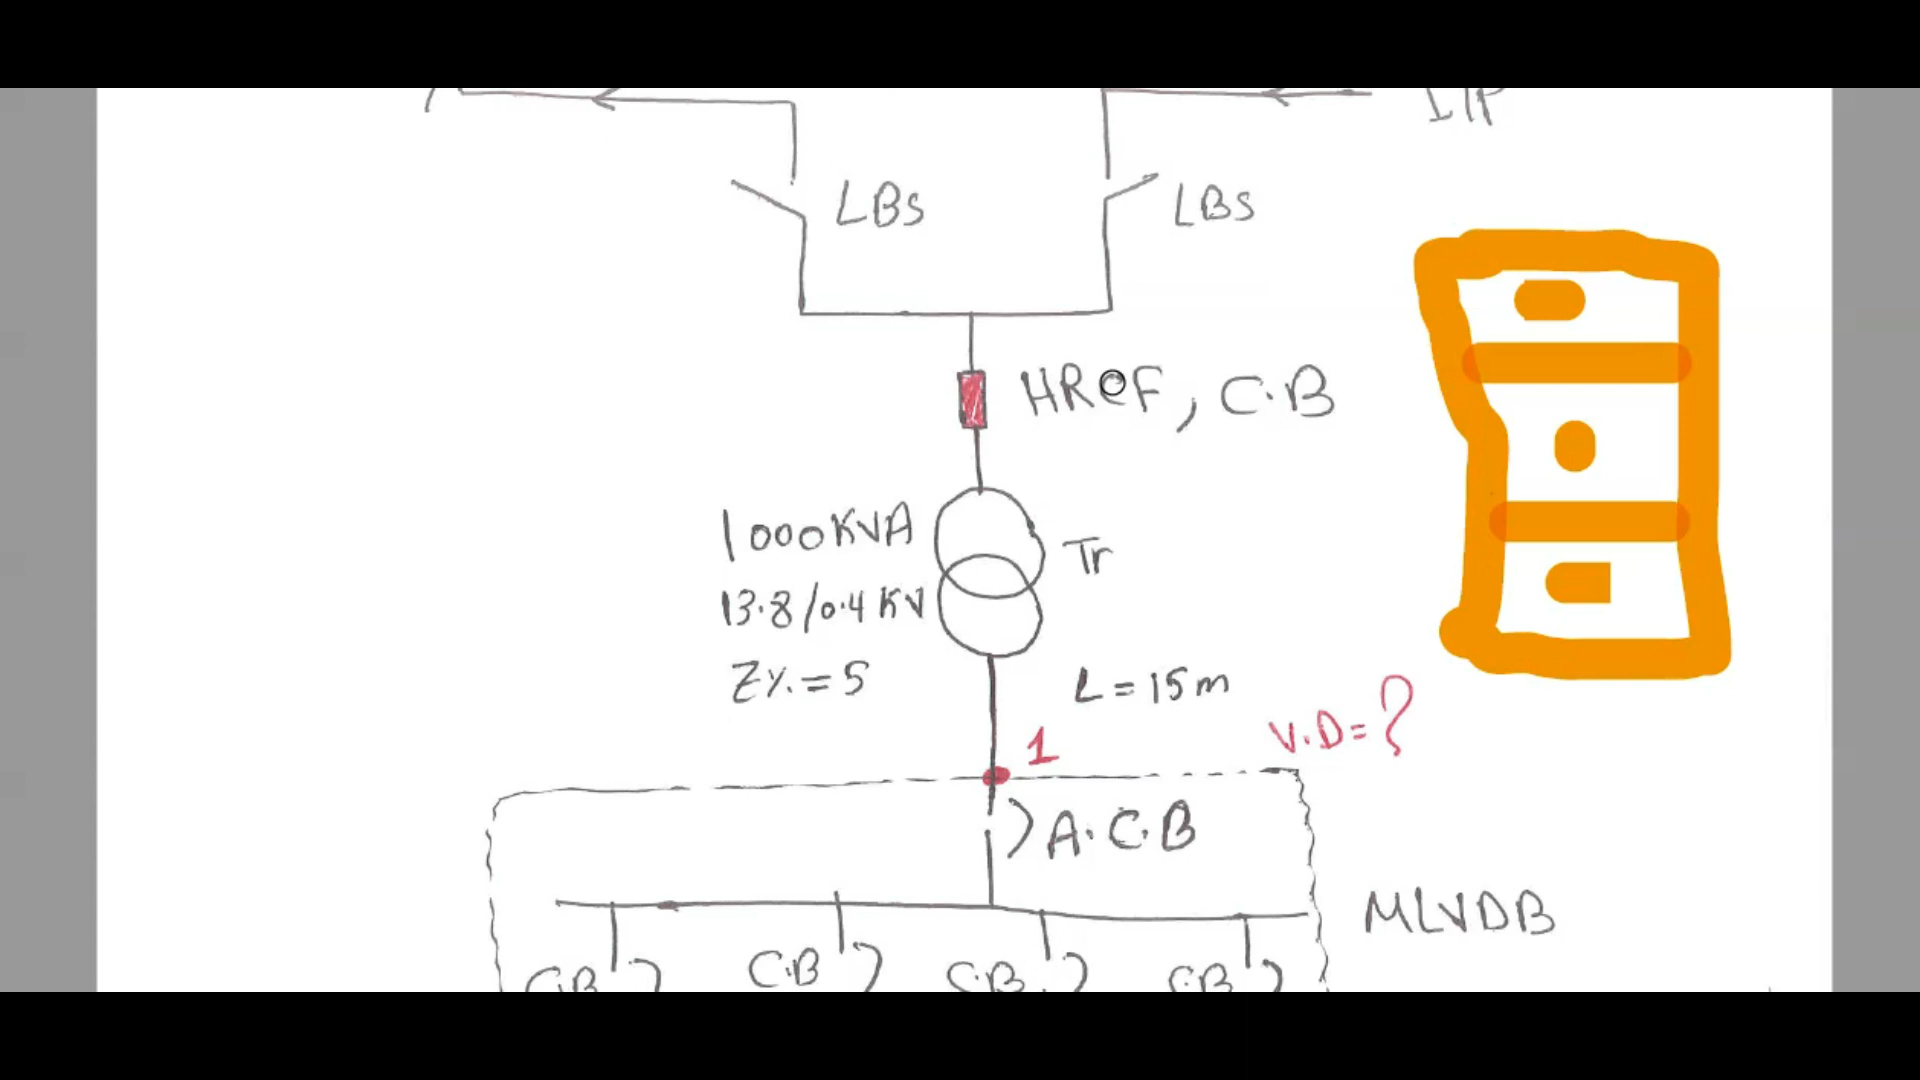 I/P
LBS
LBS
HRCF, C.B
1000KVA
Tr
13.8/0.4 KV
Z%.=5
L=15m
V.D=?
1
A.C.B
MLVDB
C.B
C.B
C.B
C.B